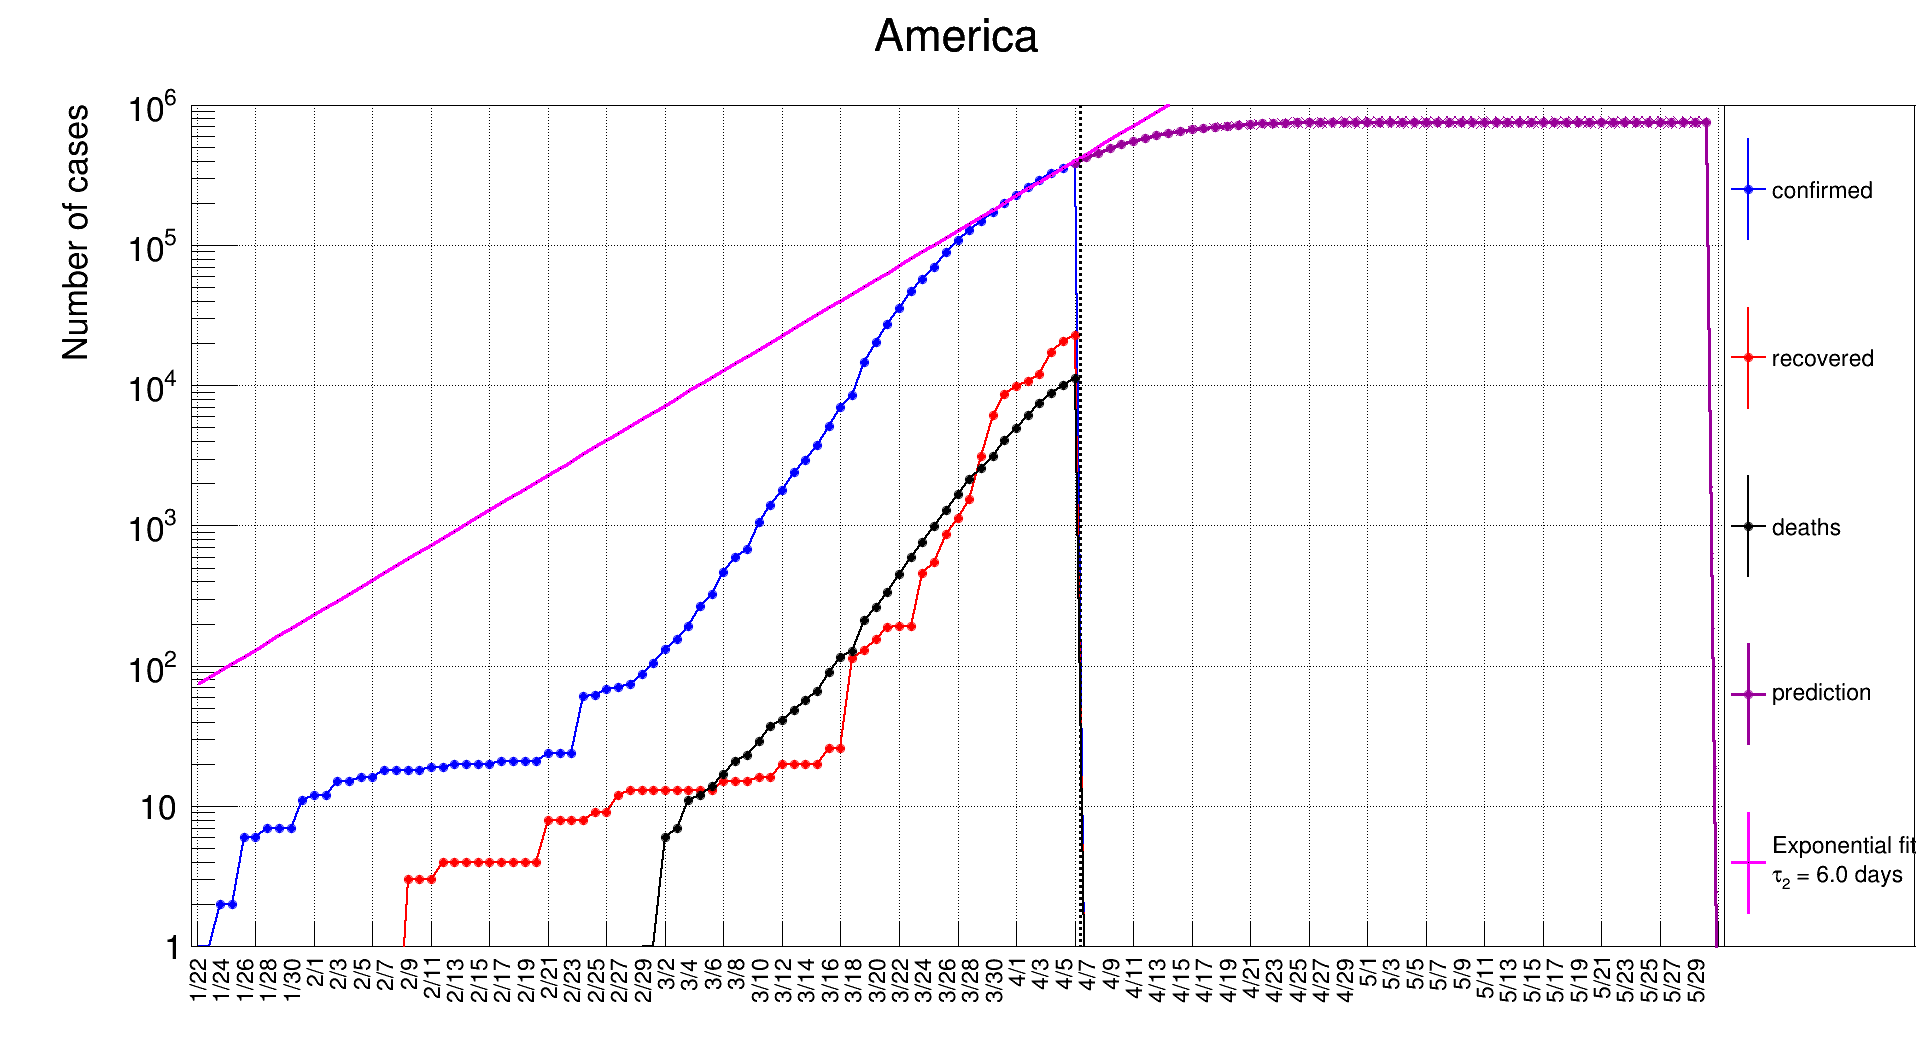 America
Number of cases
10^6
10^5
10^4
10^3
10^2
10
1
1/22 1/24 1/26 1/28 1/30 2/1 2/3 2/5 2/7 2/9 2/11 2/13 2/15 2/17 2/19 2/21 2/23 2/25 2/27 2/29 3/2 3/4 3/6 3/8 3/10 3/12 3/14 3/16 3/18 3/20 3/22 3/24 3/26 3/28 3/30 4/1 4/3 4/5 4/7 4/9 4/11 4/13 4/15 4/17 4/19 4/21 4/23 4/25 4/27 4/29 5/1 5/3 5/5 5/7 5/9 5/11 5/13 5/15 5/17 5/19 5/21 5/23 5/25 5/27 5/29
confirmed
recovered
deaths
prediction
Exponential fit
τ₂ = 6.0 days